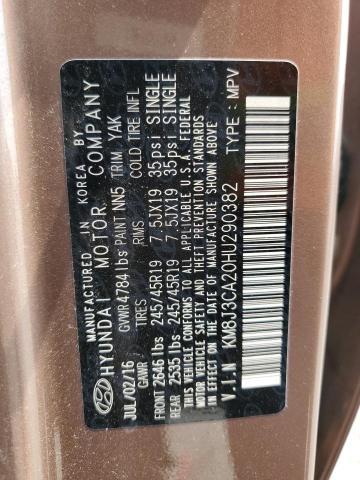 MANUFACTURED IN KOREA BY
HYUNDAI MOTOR COMPANY
JUL/02/16 GVWR 4784 lbs PAINT NN5 TRIM YAK
GAWR TIRES RIMS COLD TIRE INFL
FRONT 2646 lbs 245/45R19 7.5JX19 35psi SINGLE
REAR 2535 lbs 245/45R19 7.5JX19 35psi SINGLE
THIS VEHICLE CONFORMS TO ALL APPLICABLE U.S.A. FEDERAL
MOTOR VEHICLE SAFETY, BUMPER, AND THEFT PREVENTION STANDARDS
IN EFFECT ON THE DATE OF MANUFACTURE SHOWN ABOVE.
V.I.N : KM8J3CA20HU290382 TYPE : MPV